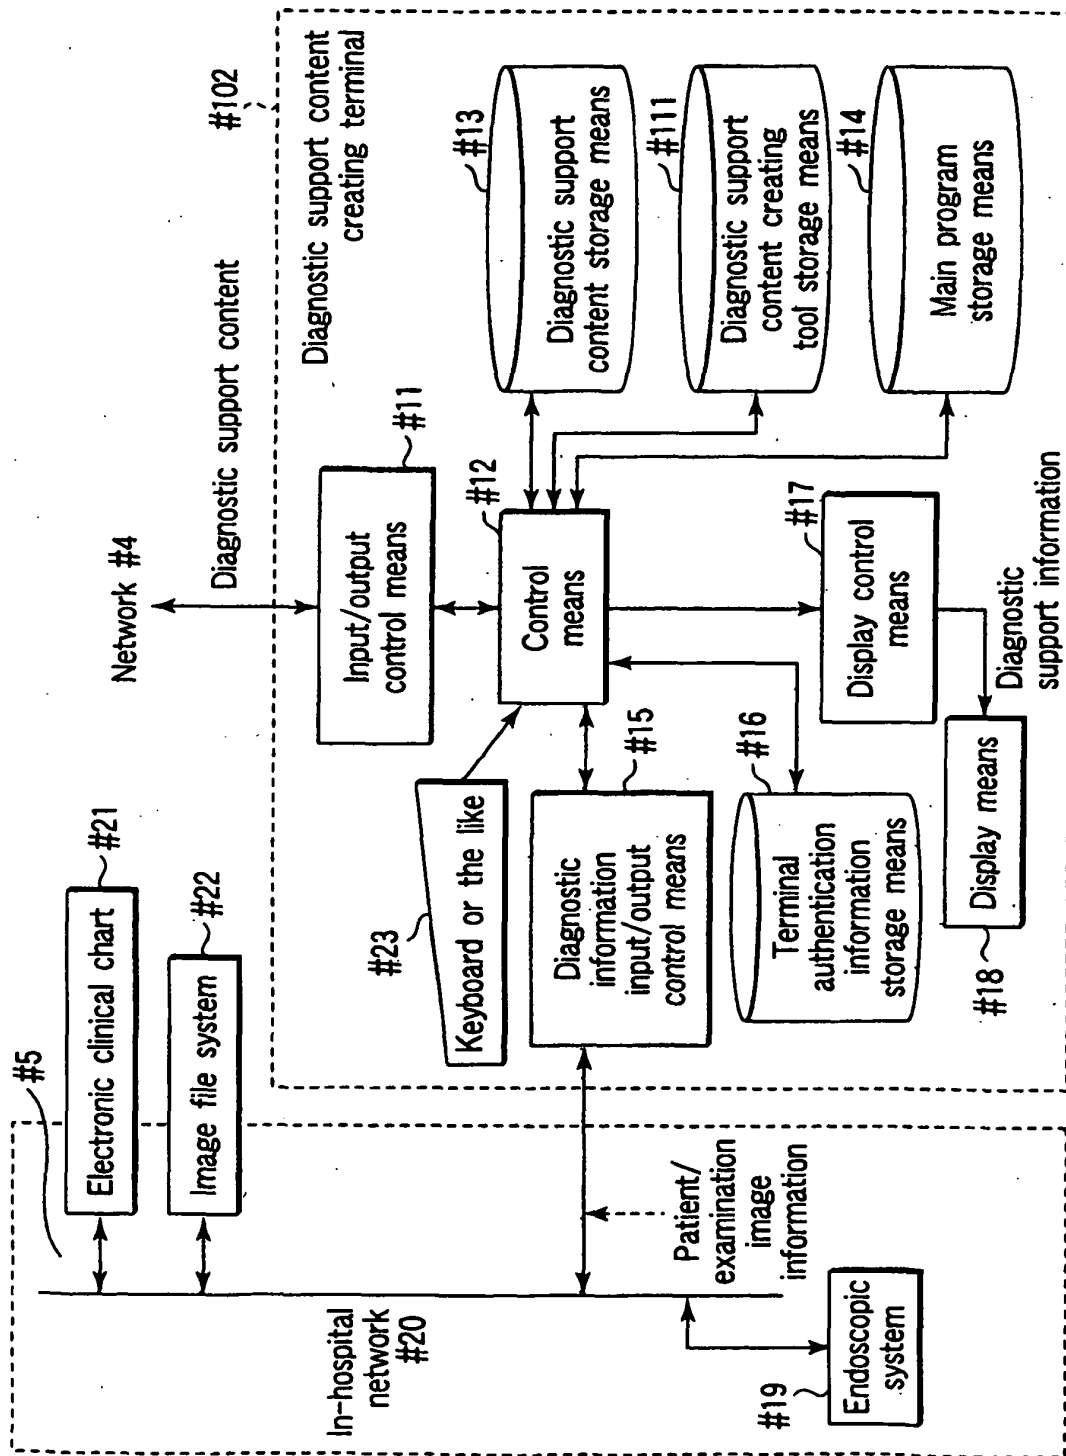 Network #4
Diagnostic support content
#102
Diagnostic support content
creating terminal
#5
Electronic clinical chart
#21
Image file system
#22
In-hospital
network
#20
Patient/
examination
image
information
#19
Endoscopic
system
Input/output
control means
#11
#12
Control
means
#23
Keyboard or the like
#15
Diagnostic
information
input/output
control means
#16
Terminal
authentication
information
storage means
#17
Display control
means
#18
Display means
Diagnostic
support information
#13
Diagnostic support
content storage means
#111
Diagnostic support
content creating
tool storage means
#14
Main program
storage means